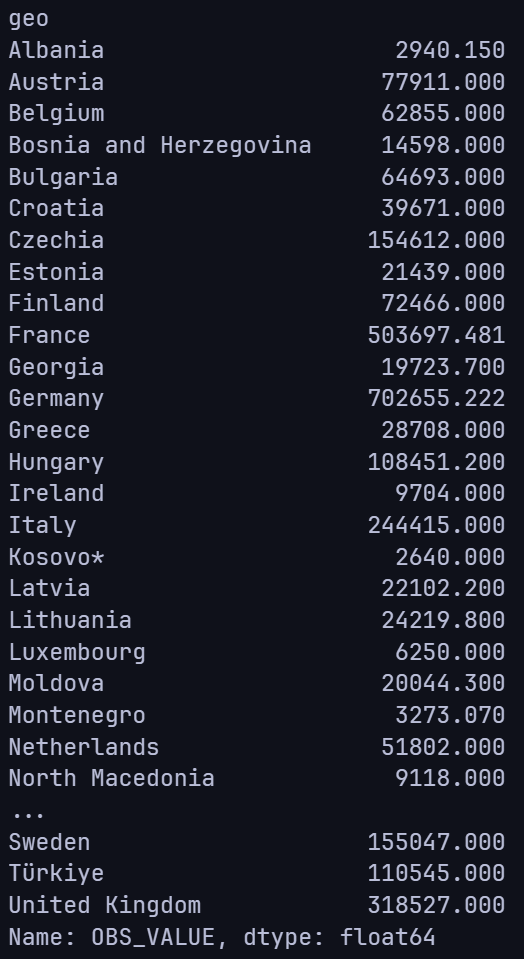 geo
Albania                     2940.150
Austria                    77911.000
Belgium                    62855.000
Bosnia and Herzegovina     14598.000
Bulgaria                   64693.000
Croatia                    39671.000
Czechia                   154612.000
Estonia                    21439.000
Finland                    72466.000
France                    503697.481
Georgia                    19723.700
Germany                   702655.222
Greece                     28708.000
Hungary                   108451.200
Ireland                     9704.000
Italy                     244415.000
Kosovo*                     2640.000
Latvia                     22102.200
Lithuania                  24219.800
Luxembourg                  6250.000
Moldova                    20044.300
Montenegro                  3273.070
Netherlands                51802.000
North Macedonia             9118.000
...
Sweden                    155047.000
Türkiye                   110545.000
United Kingdom            318527.000
Name: OBS_VALUE, dtype: float64